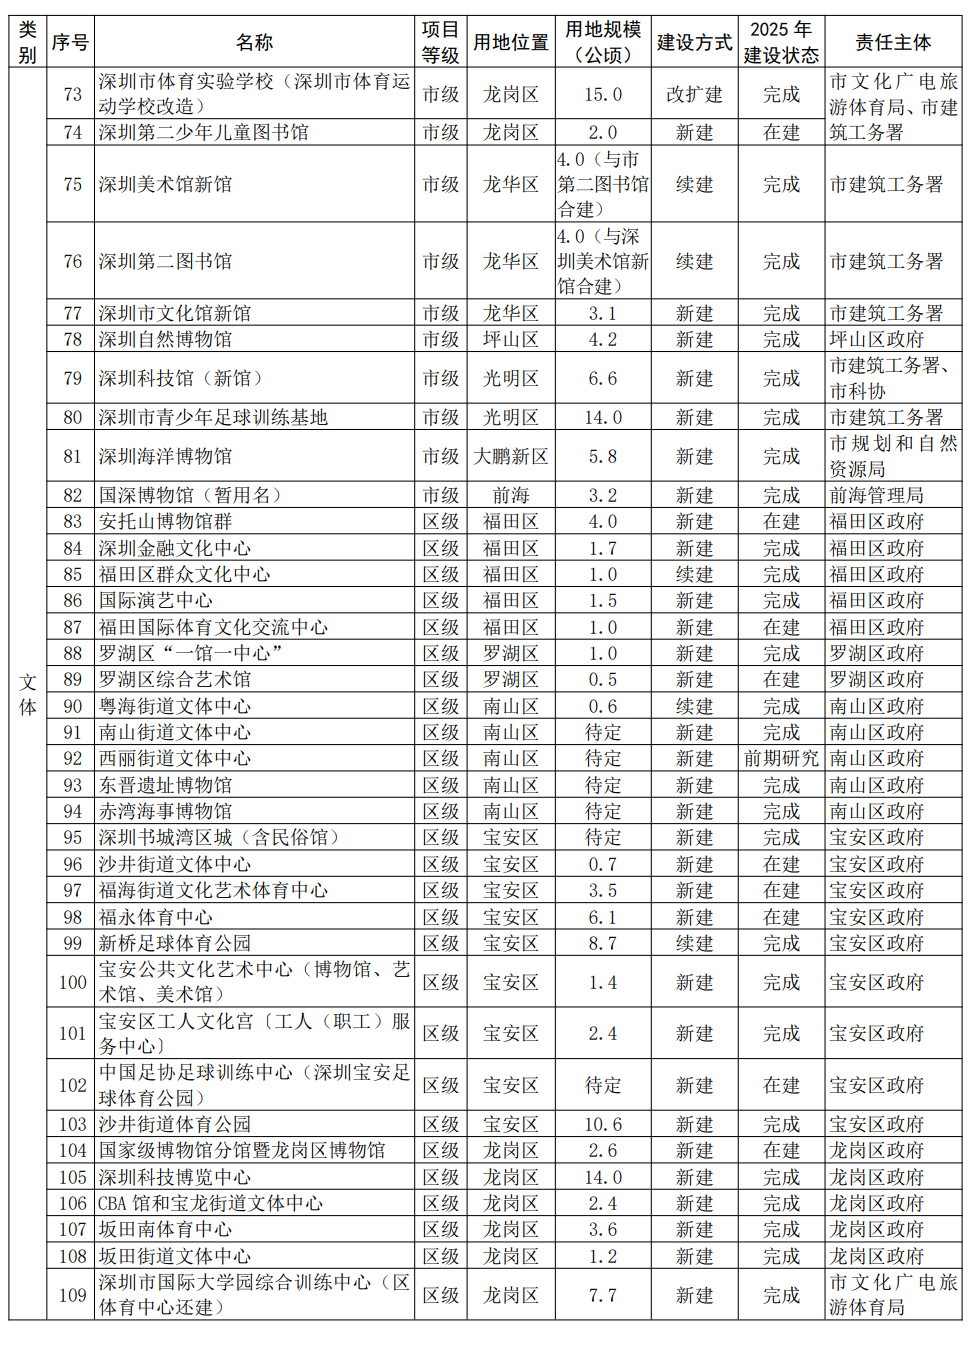 类别 序号 名称 项目等级 用地位置 用地规模（公顷） 建设方式 2025 年建设状态 责任主体
文体
73 深圳市体育实验学校（深圳市体育运动学校改造） 市级 龙岗区 15.0 改扩建 完成 市文化广电旅游体育局、市建筑工务署
74 深圳第二少年儿童图书馆 市级 龙岗区 2.0 新建 在建
75 深圳美术馆新馆 市级 龙华区 4.0（与市第二图书馆合建） 续建 完成 市建筑工务署
76 深圳第二图书馆 市级 龙华区 4.0（与深圳美术馆新馆合建） 续建 完成 市建筑工务署
77 深圳市文化馆新馆 市级 龙华区 3.1 新建 完成 市建筑工务署
78 深圳自然博物馆 市级 坪山区 4.2 新建 完成 坪山区政府
79 深圳科技馆（新馆） 市级 光明区 6.6 新建 完成 市建筑工务署、市科协
80 深圳市青少年足球训练基地 市级 光明区 14.0 新建 完成 市建筑工务署
81 深圳海洋博物馆 市级 大鹏新区 5.8 新建 完成 市规划和自然资源局
82 国深博物馆（暂用名） 市级 前海 3.2 新建 完成 前海管理局
83 安托山博物馆群 区级 福田区 4.0 新建 在建 福田区政府
84 深圳金融文化中心 区级 福田区 1.7 新建 完成 福田区政府
85 福田区群众文化中心 区级 福田区 1.0 续建 完成 福田区政府
86 国际演艺中心 区级 福田区 1.5 新建 完成 福田区政府
87 福田国际体育文化交流中心 区级 福田区 1.0 新建 在建 福田区政府
88 罗湖区“一馆一中心” 区级 罗湖区 1.0 新建 完成 罗湖区政府
89 罗湖区综合艺术馆 区级 罗湖区 0.5 新建 在建 罗湖区政府
90 粤海街道文体中心 区级 南山区 0.6 续建 完成 南山区政府
91 南山街道文体中心 区级 南山区 待定 新建 完成 南山区政府
92 西丽街道文体中心 区级 南山区 待定 新建 前期研究 南山区政府
93 东晋遗址博物馆 区级 南山区 待定 新建 完成 南山区政府
94 赤湾海事博物馆 区级 南山区 待定 新建 完成 南山区政府
95 深圳书城湾区城（含民俗馆） 区级 宝安区 待定 新建 完成 宝安区政府
96 沙井街道文体中心 区级 宝安区 0.7 新建 在建 宝安区政府
97 福海街道文化艺术体育中心 区级 宝安区 3.5 新建 在建 宝安区政府
98 福永体育中心 区级 宝安区 6.1 新建 在建 宝安区政府
99 新桥足球体育公园 区级 宝安区 8.7 续建 完成 宝安区政府
100 宝安公共文化艺术中心（博物馆、艺术馆、美术馆） 区级 宝安区 1.4 新建 完成 宝安区政府
101 宝安区工人文化宫〔工人（职工）服务中心〕 区级 宝安区 2.4 新建 完成 宝安区政府
102 中国足协足球训练中心（深圳宝安足球体育公园） 区级 宝安区 待定 新建 在建 宝安区政府
103 沙井街道体育公园 区级 宝安区 10.6 新建 完成 宝安区政府
104 国家级博物馆分馆暨龙岗区博物馆 区级 龙岗区 2.6 新建 在建 龙岗区政府
105 深圳科技博览中心 区级 龙岗区 14.0 新建 完成 龙岗区政府
106 CBA 馆和宝龙街道文体中心 区级 龙岗区 2.4 新建 完成 龙岗区政府
107 坂田南体育中心 区级 龙岗区 3.6 新建 完成 龙岗区政府
108 坂田街道文体中心 区级 龙岗区 1.2 新建 完成 龙岗区政府
109 深圳市国际大学园综合训练中心（区体育中心还建） 区级 龙岗区 7.7 新建 完成 市文化广电旅游体育局